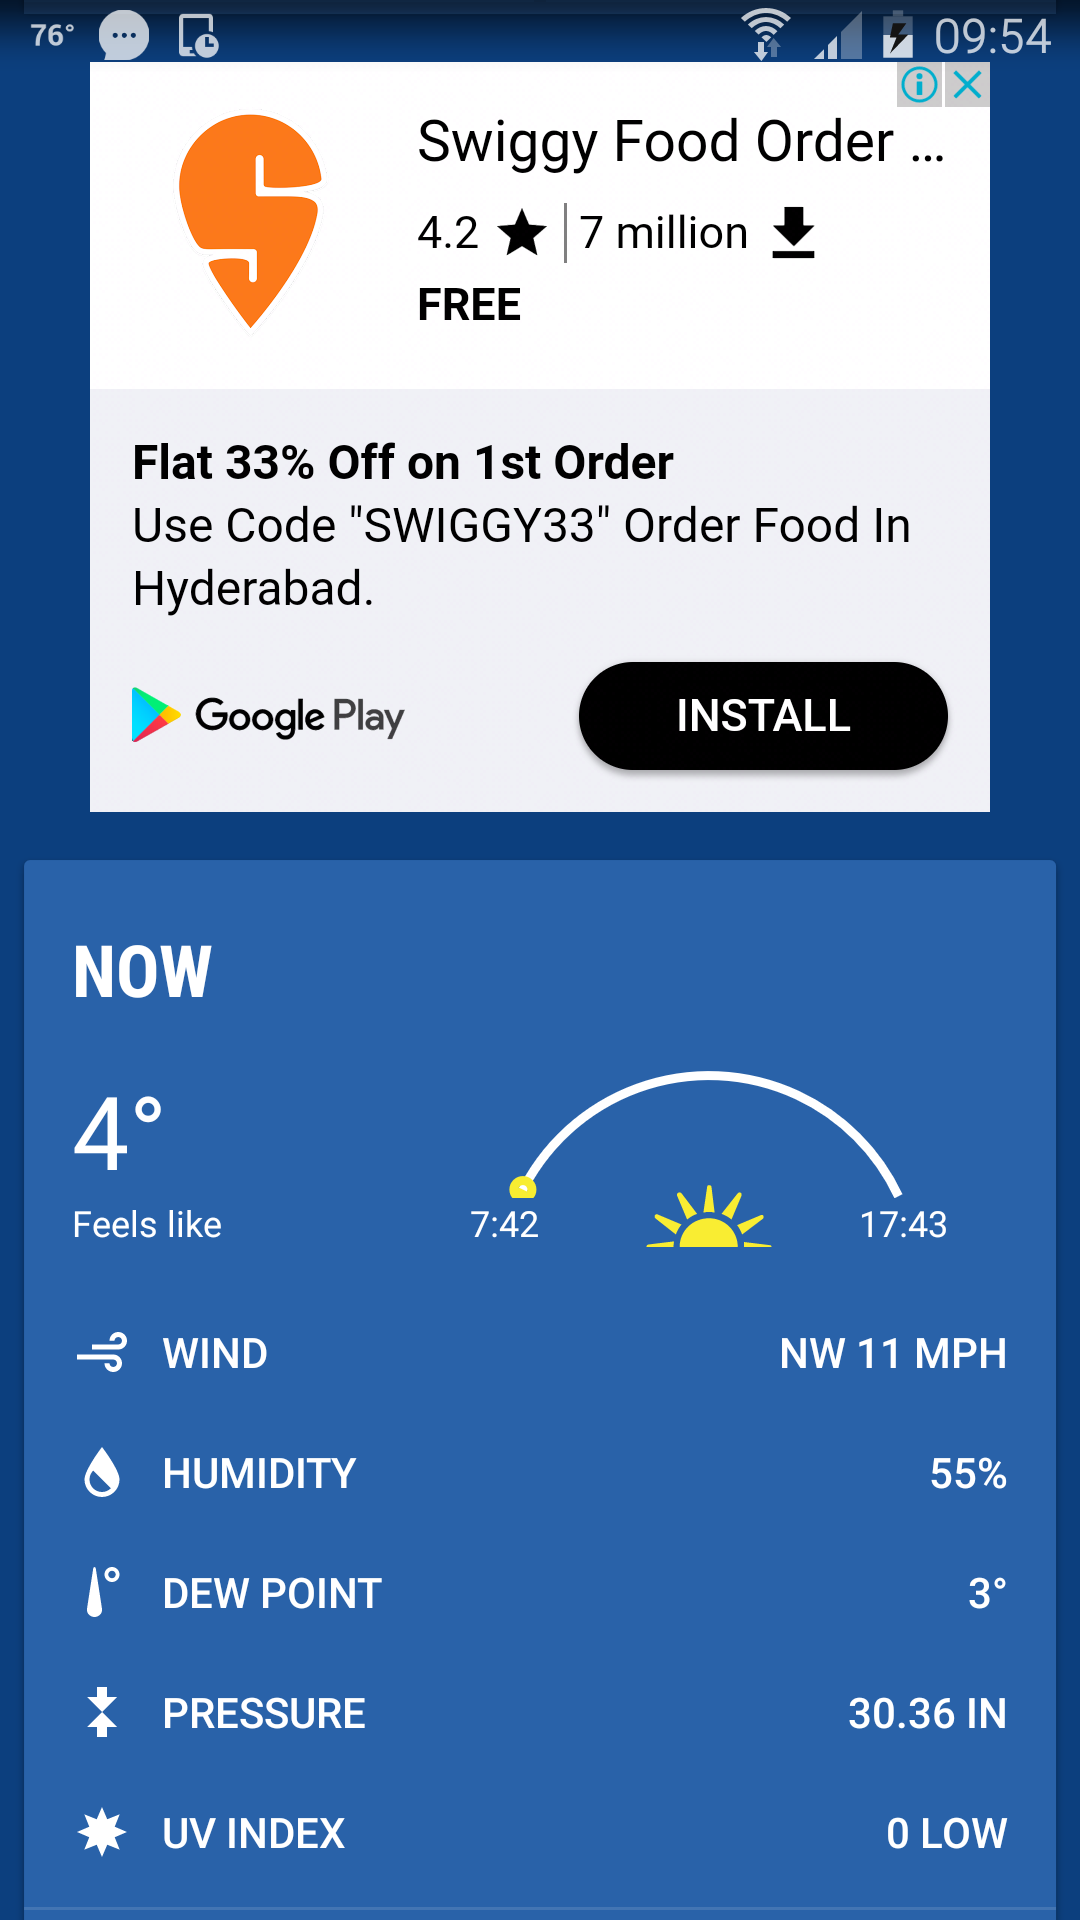 76°
09:54
Swiggy Food Order ...
4.2 7 million
FREE
Flat 33% Off on 1st Order
Use Code "SWIGGY33" Order Food In
Hyderabad.
Google Play
INSTALL
NOW
4°
Feels like
7:42
17:43
WIND NW 11 MPH
HUMIDITY 55%
DEW POINT 3°
PRESSURE 30.36 IN
UV INDEX 0 LOW